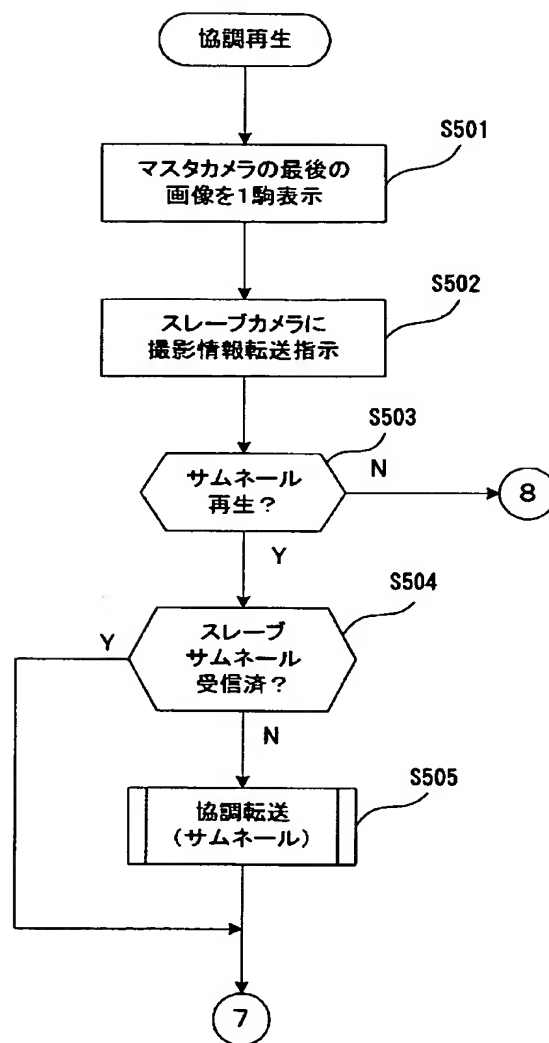 協調再生
S501
マスタカメラの最後の
画像を1駒表示
S502
スレーブカメラに
撮影情報転送指示
S503
サムネール
再生?
N
8
Y
S504
スレーブ
サムネール
受信済?
Y
N
S505
協調転送
(サムネール)
7